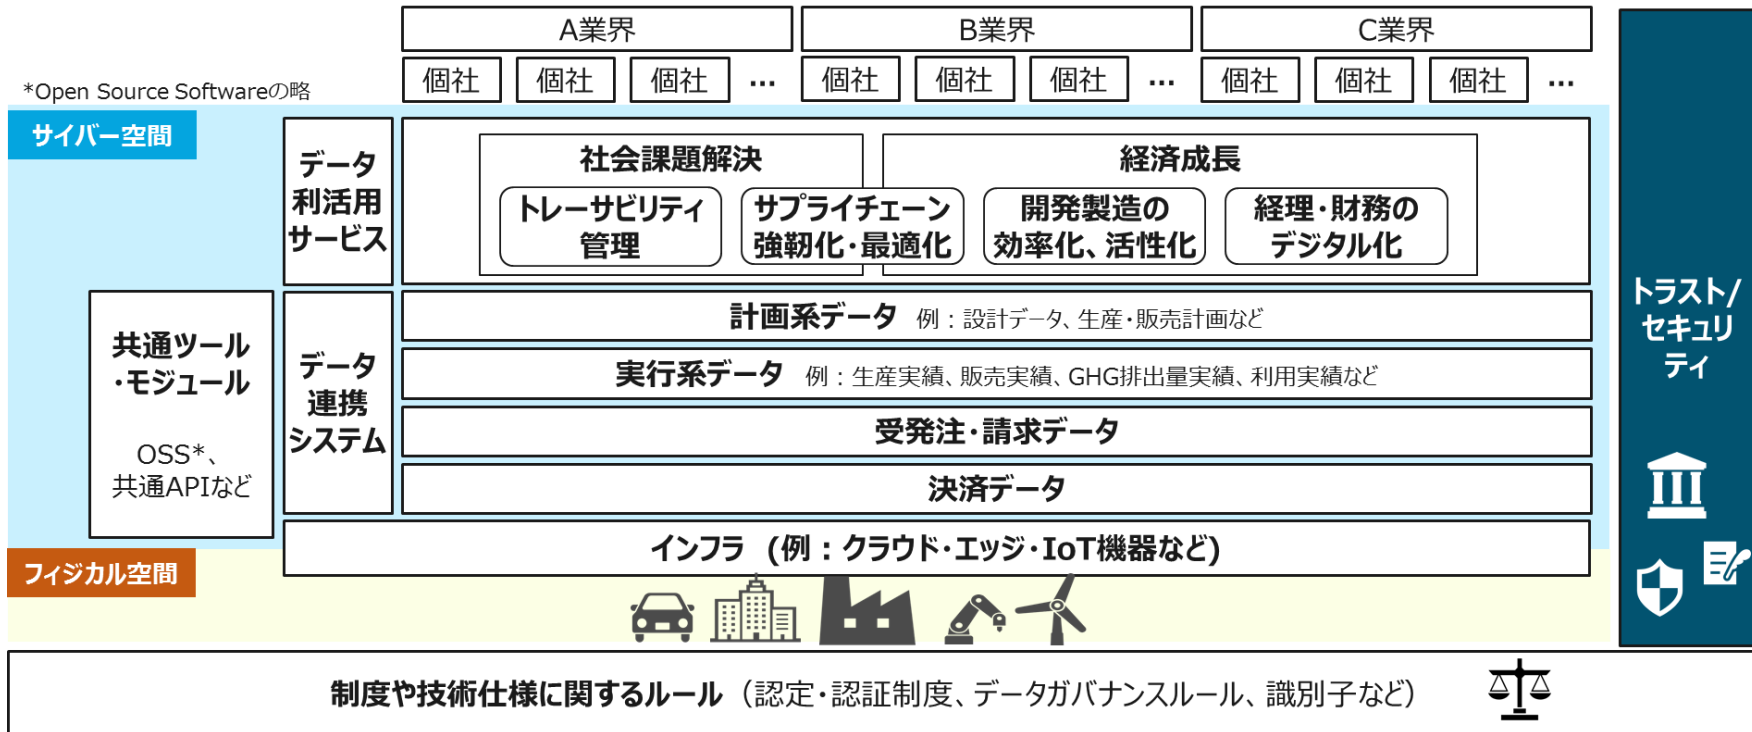 A業界
B業界
C業界
個社
個社
個社
…
個社
個社
個社
…
個社
個社
個社
…
*Open Source Softwareの略
サイバー空間
データ
利活用
サービス
社会課題解決
経済成長
トレーサビリティ
管理
サプライチェーン
強靭化・最適化
開発製造の
効率化、活性化
経理・財務の
デジタル化
共通ツール
・モジュール
OSS*、
共通APIなど
データ
連携
システム
計画系データ 例：設計データ、生産・販売計画など
実行系データ 例：生産実績、販売実績、GHG排出量実績、利用実績など
受発注・請求データ
決済データ
インフラ (例：クラウド・エッジ・IoT機器など)
フィジカル空間
トラスト/
セキュリ
ティ
制度や技術仕様に関するルール（認定・認証制度、データガバナンスルール、識別子など）